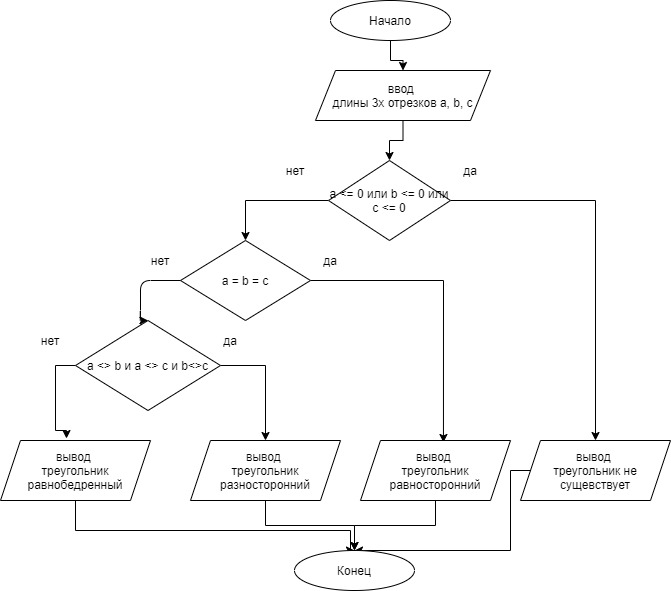 Начало
ввод
длины 3х отрезков a, b, c
нет
да
a <= 0 или b <= 0 или
c <= 0
нет
да
a = b = c
нет
да
a <> b и a <> c и b<>c
вывод
треугольник
равнобедренный
вывод
треугольник
разносторонний
вывод
треугольник
равносторонний
вывод
треугольник не
сущевствует
Конец